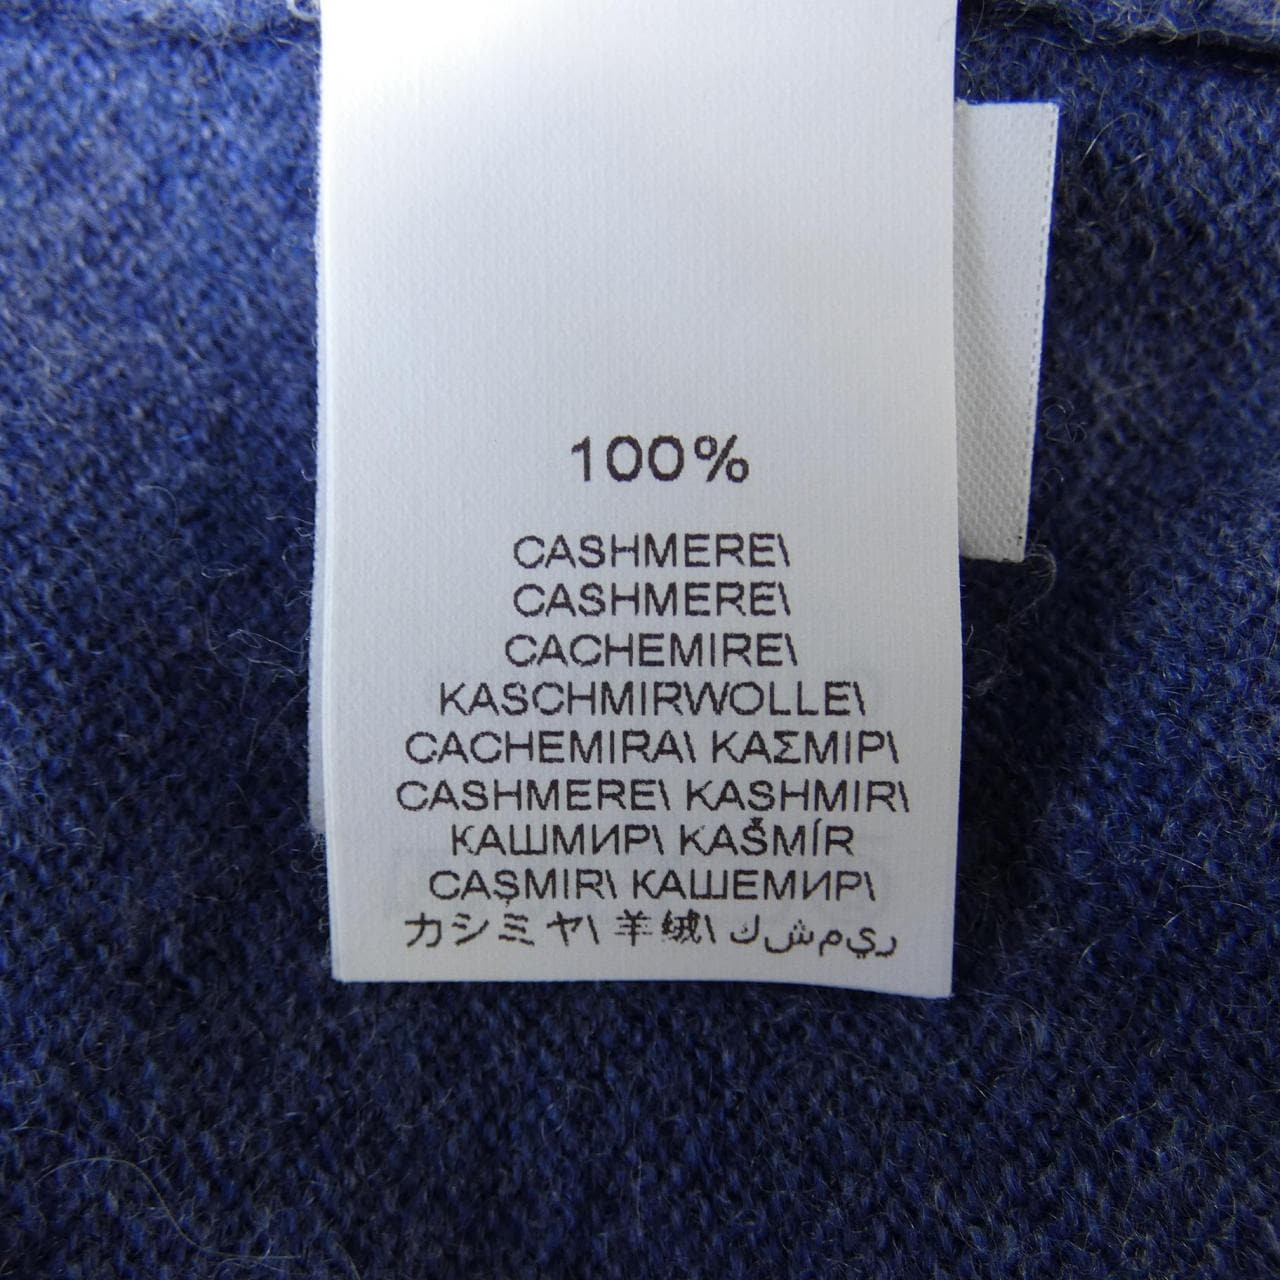 100%
CASHMERE\
CASHMERE\
CACHEMIRE\
KASCHMIRWOLLE\
CACHEMIRA\ ΚΑΣΜΙΡ\
CASHMERE\ KASHMIR\
КАШМИР\ KAŠMÍR
CAŞMIR\ КАШЕМИР\
カシミヤ\ 羊绒\ كشمير